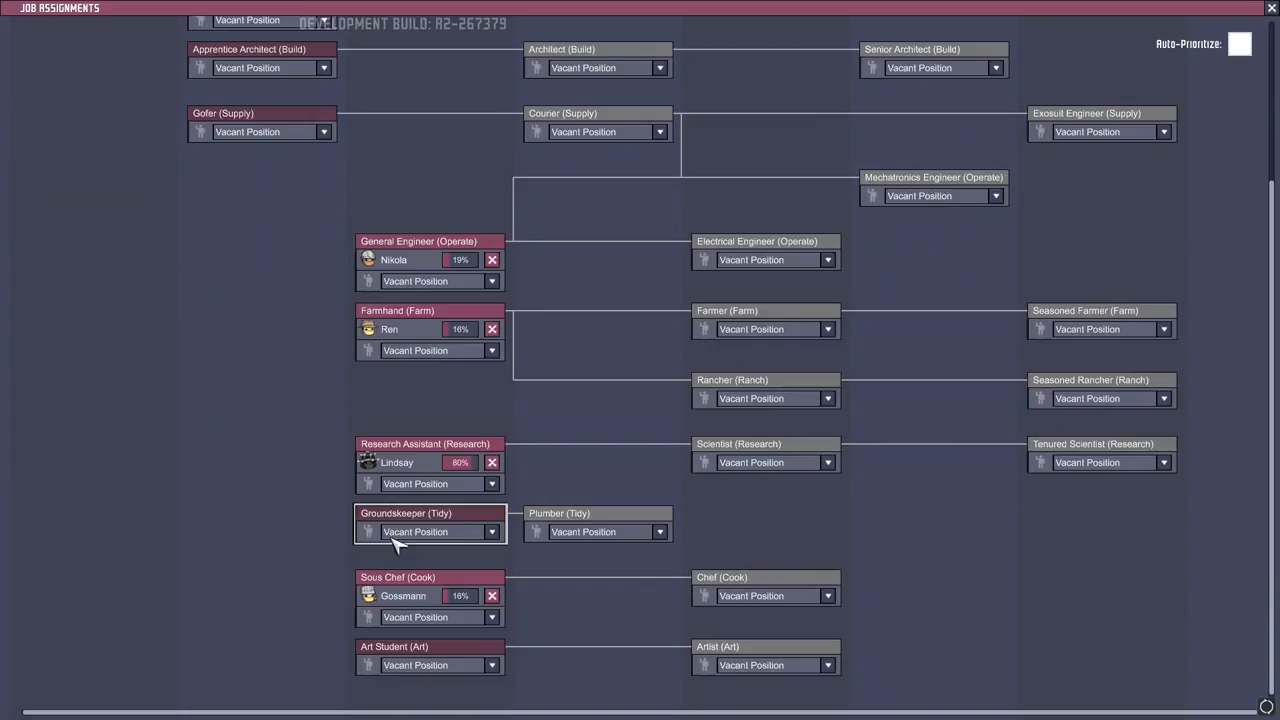 JOB ASSIGNMENTS
DEVELOPMENT BUILD: R2-267379
Vacant Position
Auto-Prioritize:
Apprentice Architect (Build)
Vacant Position
Architect (Build)
Vacant Position
Senior Architect (Build)
Vacant Position
Gofer (Supply)
Vacant Position
Courier (Supply)
Vacant Position
Exosuit Engineer (Supply)
Vacant Position
Mechatronics Engineer (Operate)
Vacant Position
General Engineer (Operate)
Nikola 19%
Vacant Position
Electrical Engineer (Operate)
Vacant Position
Farmhand (Farm)
Ren 16%
Vacant Position
Farmer (Farm)
Vacant Position
Seasoned Farmer (Farm)
Vacant Position
Rancher (Ranch)
Vacant Position
Seasoned Rancher (Ranch)
Vacant Position
Research Assistant (Research)
Lindsay 80%
Vacant Position
Scientist (Research)
Vacant Position
Tenured Scientist (Research)
Vacant Position
Groundskeeper (Tidy)
Vacant Position
Plumber (Tidy)
Vacant Position
Sous Chef (Cook)
Gossmann 16%
Vacant Position
Chef (Cook)
Vacant Position
Art Student (Art)
Vacant Position
Artist (Art)
Vacant Position